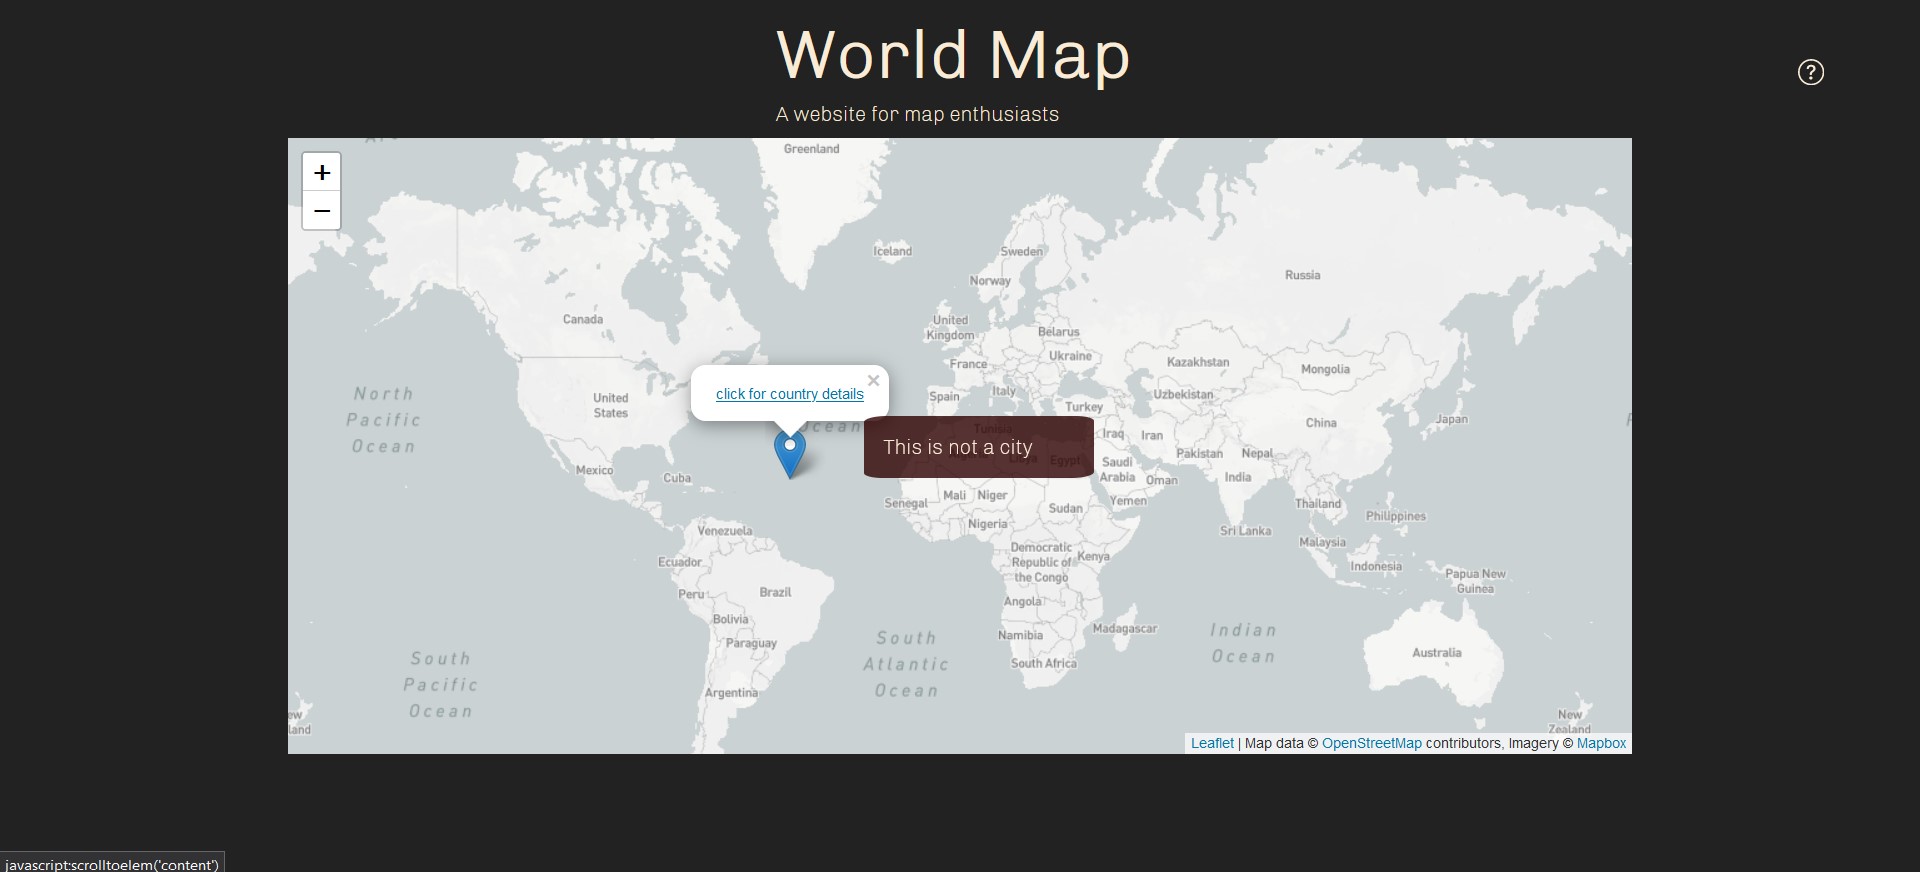 World Map
?
A website for map enthusiasts
+
−
Greenland
Iceland
Sweden
Russia
Norway
Canada
United
Kingdom
Belarus
Ukraine
France
Kazakhstan
Mongolia
click for country details
×
North
Pacific
Ocean
United
States
Spain
Italy
Uzbekistan
Turkey
China
Japan
Ocean
Tunisia
This is not a city
Libya
Egypt
Iraq
Iran
Pakistan
Nepal
Mexico
Cuba
Saudi
Arabia
Oman
India
Senegal
Mali
Niger
Sudan
Yemen
Thailand
Philippines
Nigeria
Venezuela
Sri Lanka
Malaysia
Ecuador
Democratic
Republic of
the Congo
Kenya
Indonesia
Papua New
Guinea
Peru
Brazil
Angola
Bolivia
Namibia
Madagascar
Paraguay
South
Atlantic
Ocean
Indian
Ocean
South Africa
Australia
South
Pacific
Ocean
Argentina
ew
land
New
Zealand
Leaflet | Map data © OpenStreetMap contributors, Imagery © Mapbox
javascript:scrolltoelem('content')